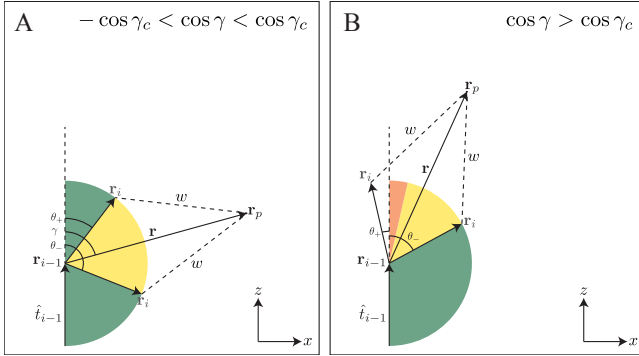 A
− cos γ_c < cos γ < cos γ_c
r_p
r_i
w
θ_+
γ
θ_−
r
w
r_{i−1}
r_i
t̂_{i−1}
z
x
B
cos γ > cos γ_c
r_p
w
r
w
r_i
r_i
θ_+
θ_−
r_{i−1}
t̂_{i−1}
z
x